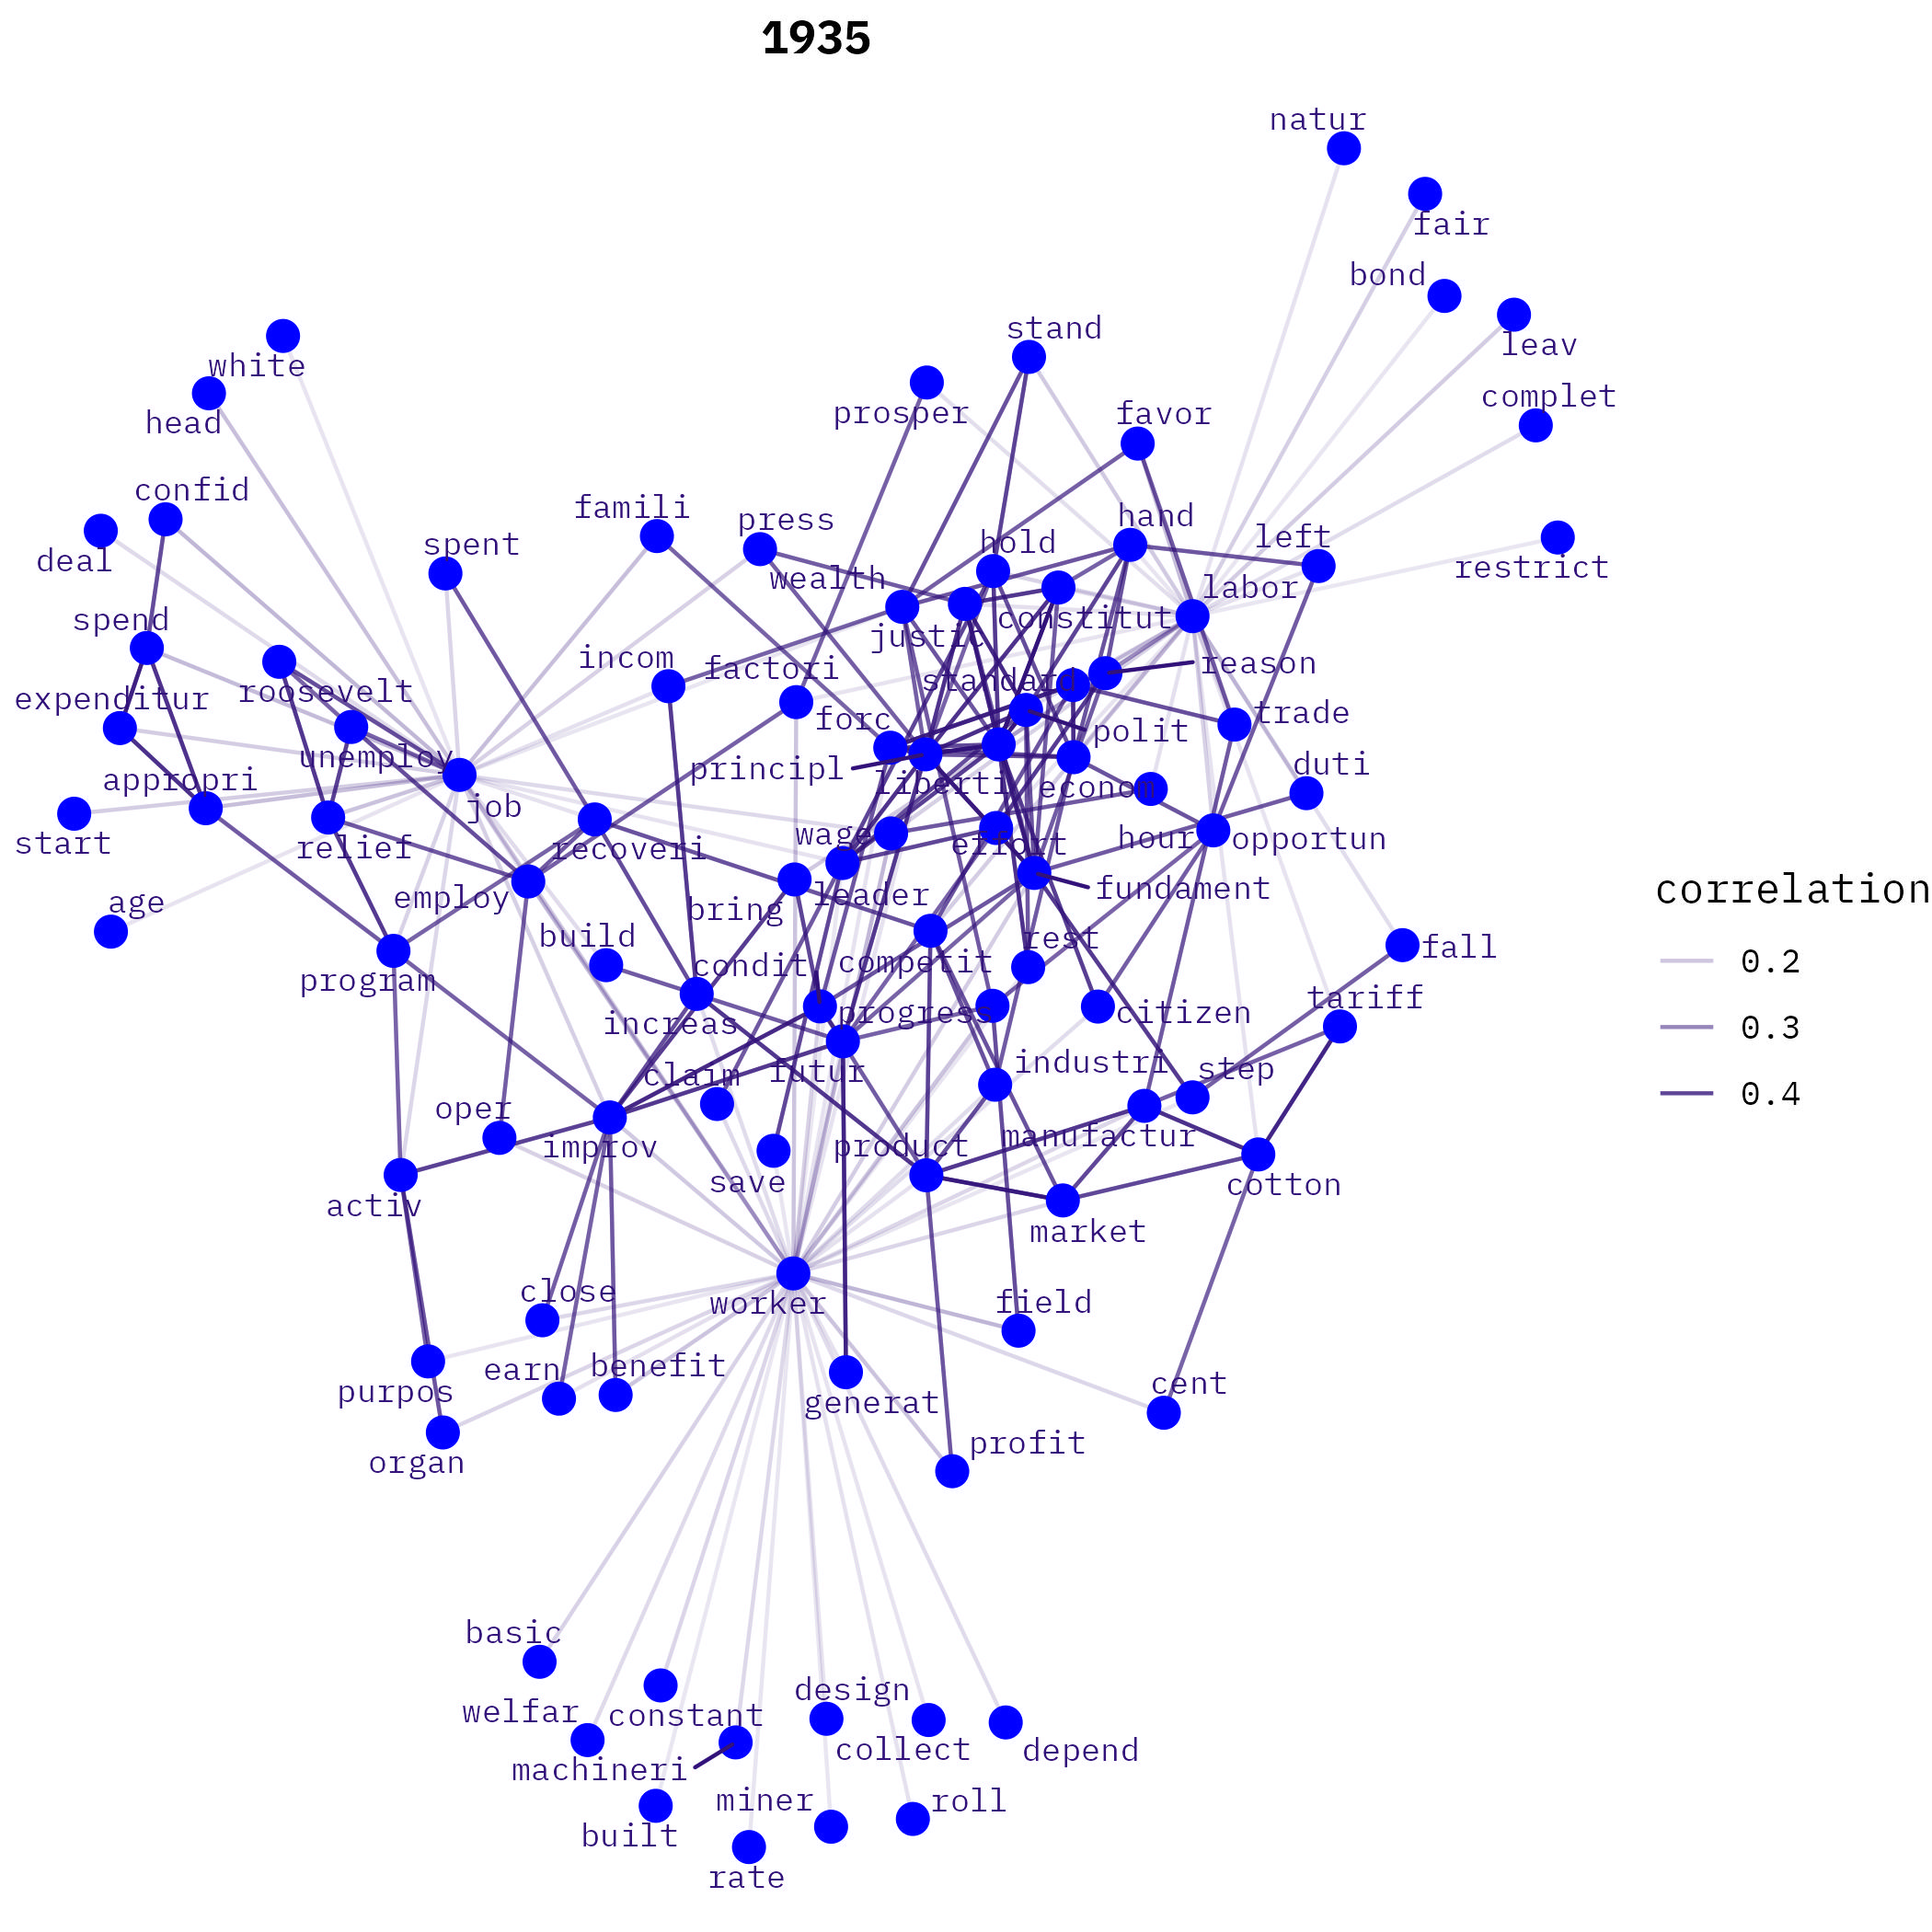 1935
natur
fair
bond
leav
stand
white
complet
prosper
favor
head
confid
famili
press
hand
left
hold
spent
deal
restrict
wealth
labor
spend
constitut
justic
incom
factori
reason
expenditur
roosevelt
standard
forc
trade
polit
unemploy
principl
duti
appropri
liberti
econom
job
start
relief
recoveri
wage
effort
hour
opportun
correlation
age
employ
bring
leader
fundament
build
rest
fall
0.2
program
condit
competit
tariff
increas
progress
citizen
0.3
claim
futur
industri
step
oper
0.4
improv
product
manufactur
save
cotton
activ
market
close
worker
field
earn
benefit
cent
purpos
generat
organ
profit
basic
design
welfar
constant
collect
depend
machineri
miner
roll
built
rate